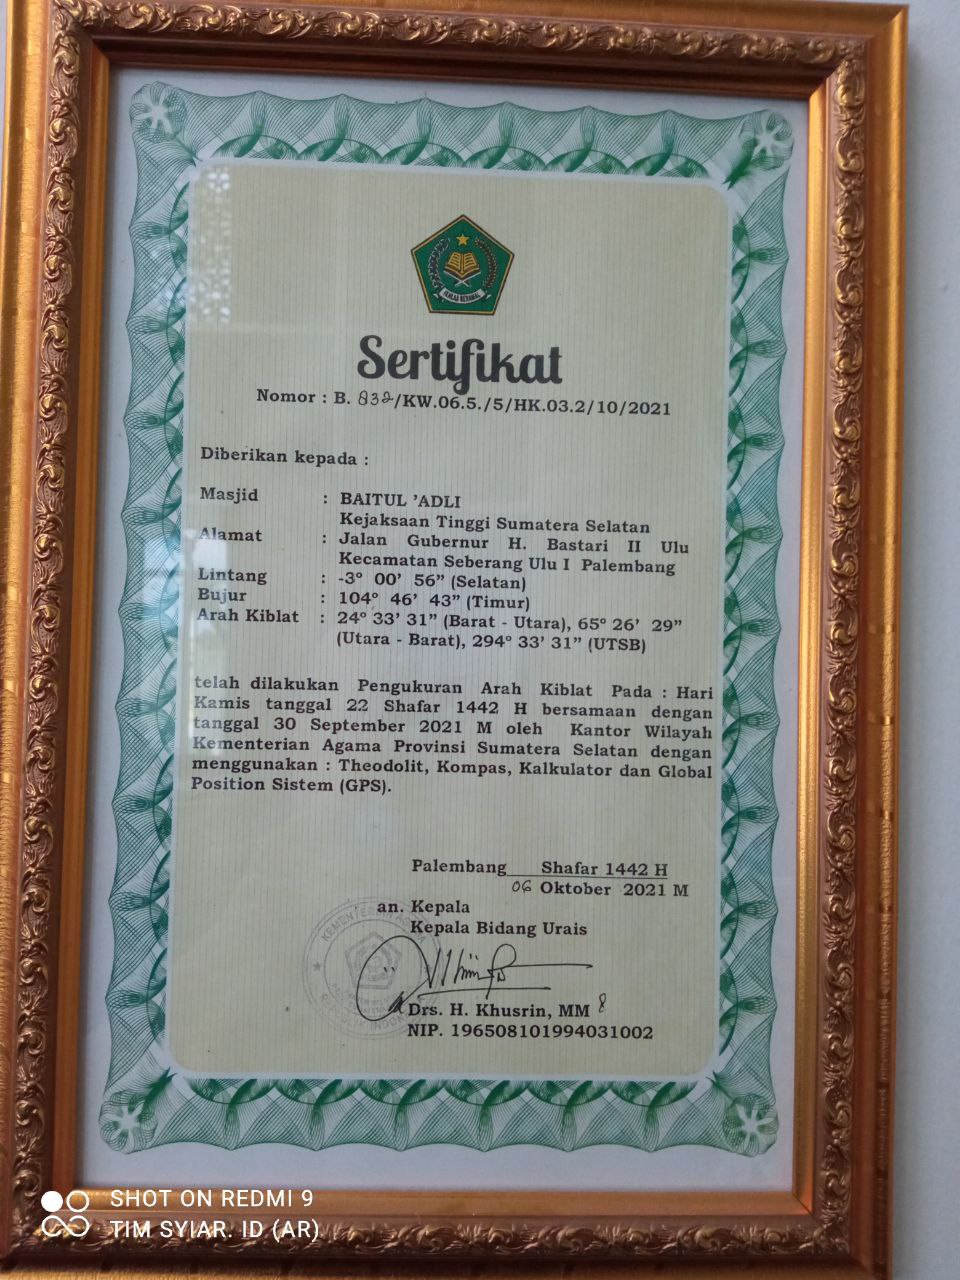 IKHLAS BERAMAL
Sertifikat
Nomor : B. 832/KW.06.5./5/HK.03.2/10/2021
Diberikan kepada :
Masjid : BAITUL 'ADLI
Kejaksaan Tinggi Sumatera Selatan
Alamat : Jalan Gubernur H. Bastari II Ulu
Kecamatan Seberang Ulu I Palembang
Lintang : -3° 00' 56” (Selatan)
Bujur : 104° 46' 43” (Timur)
Arah Kiblat : 24° 33' 31” (Barat - Utara), 65° 26' 29”
(Utara - Barat), 294° 33' 31” (UTSB)
telah dilakukan Pengukuran Arah Kiblat Pada : Hari
Kamis tanggal 22 Shafar 1442 H bersamaan dengan
tanggal 30 September 2021 M oleh Kantor Wilayah
Kementerian Agama Provinsi Sumatera Selatan dengan
menggunakan : Theodolit, Kompas, Kalkulator dan Global
Position Sistem (GPS).
Palembang Shafar 1442 H
06 Oktober 2021 M
an. Kepala
Kepala Bidang Urais
KEMENTERIAN AGAMA
REPUBLIK INDONESIA
Drs. H. Khusrin, MM
NIP. 196508101994031002
SHOT ON REDMI 9
TIM SYIAR. ID (AR)